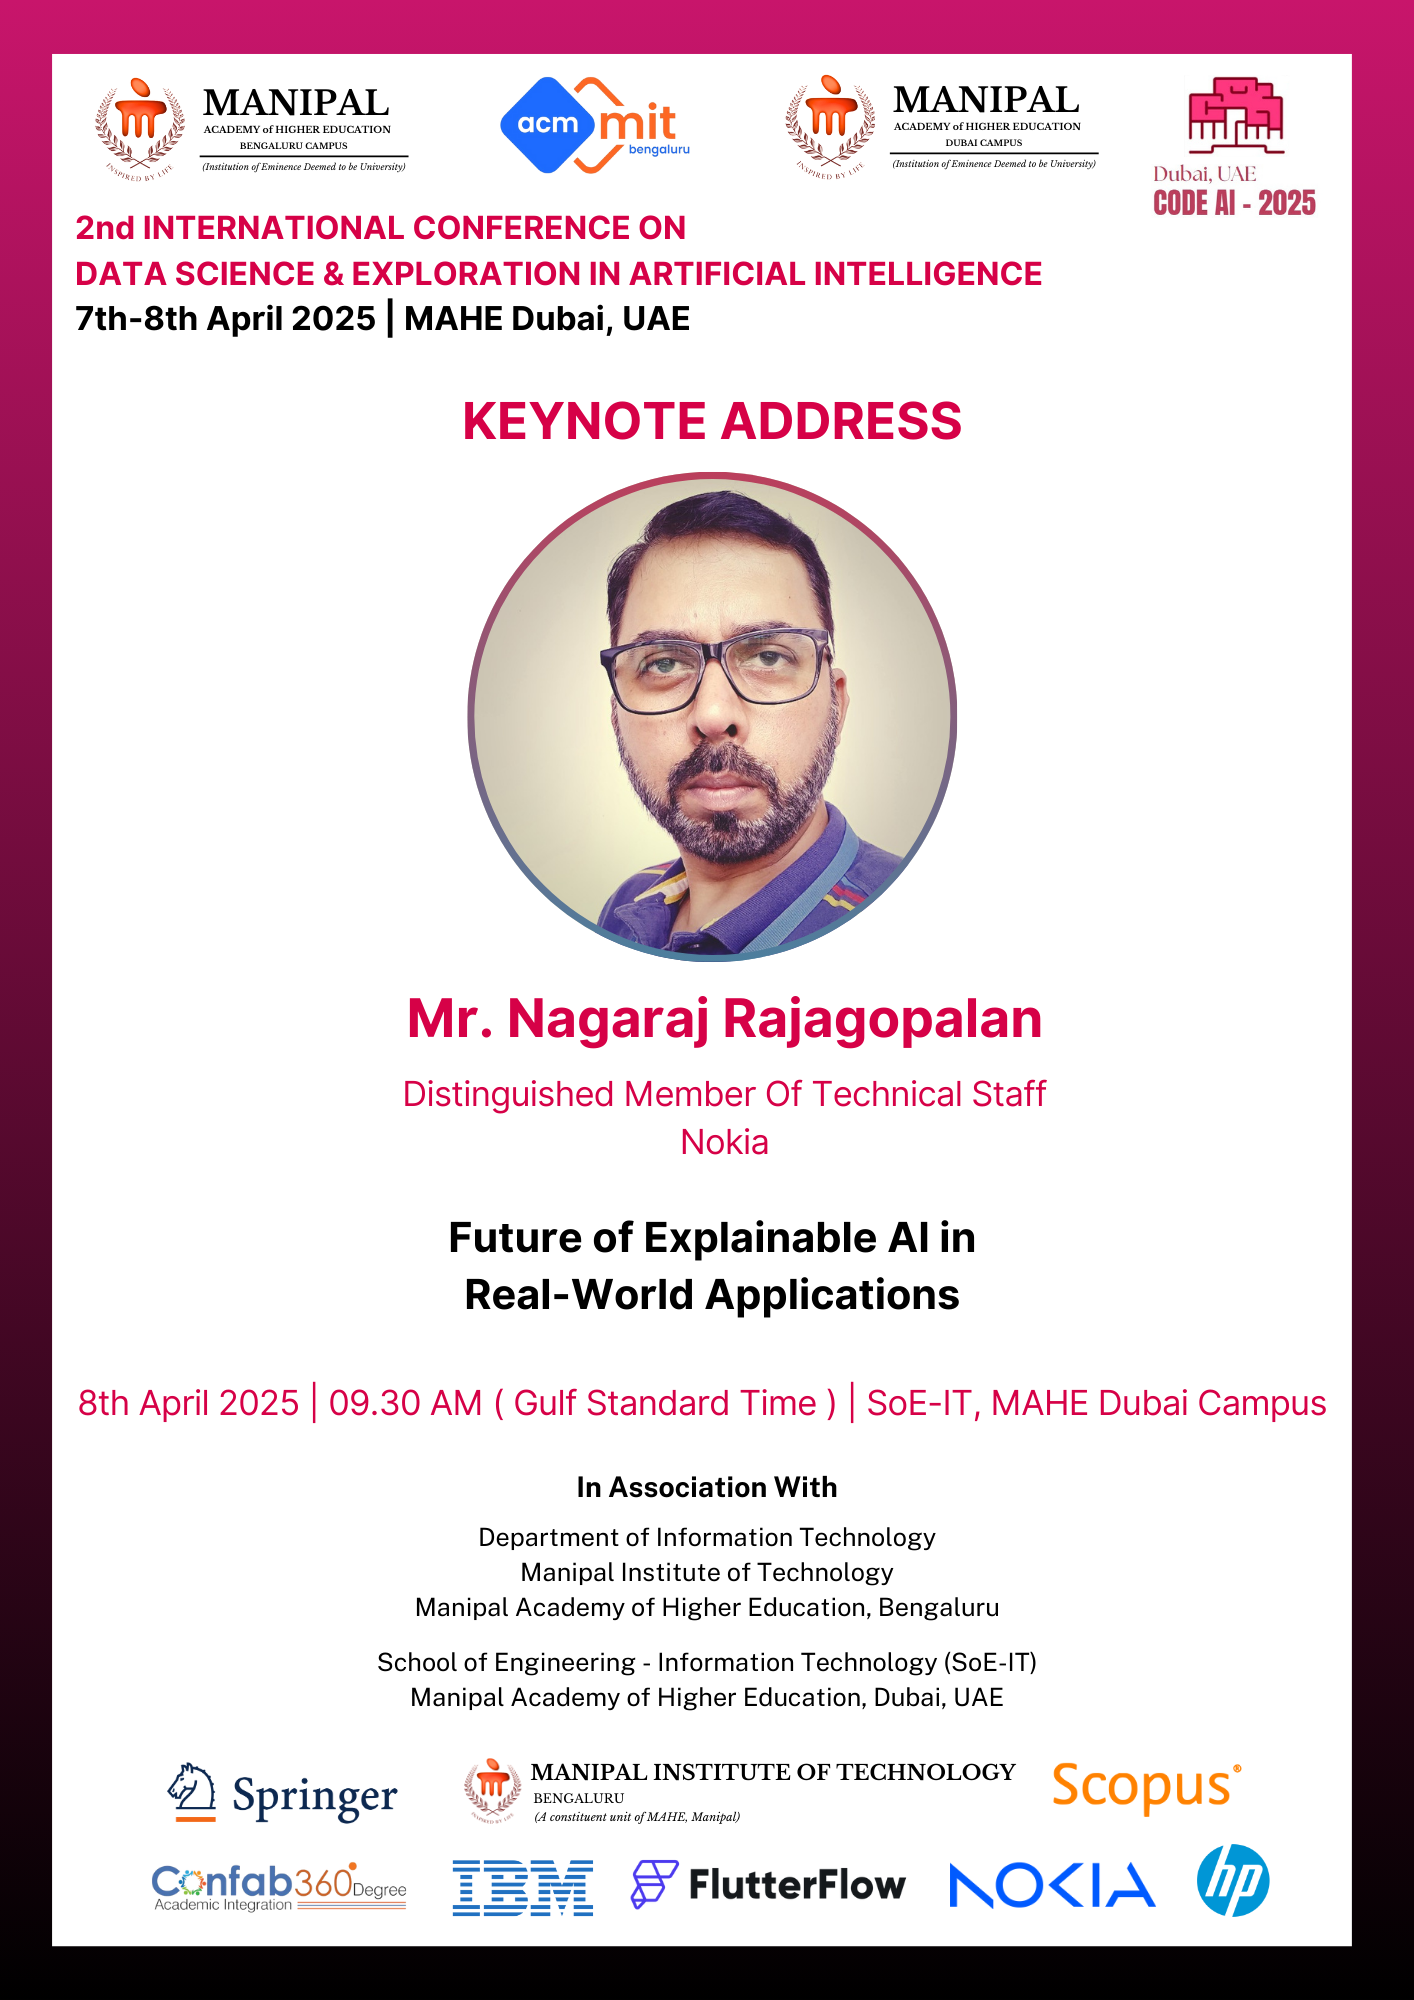 MANIPAL
ACADEMY of HIGHER EDUCATION
BENGALURU CAMPUS
(Institution of Eminence Deemed to be University)
INSPIRED BY LIFE
acm mit
bengaluru
MANIPAL
ACADEMY of HIGHER EDUCATION
DUBAI CAMPUS
(Institution of Eminence Deemed to be University)
INSPIRED BY LIFE
Dubai, UAE
CODE AI - 2025
2nd INTERNATIONAL CONFERENCE ON
DATA SCIENCE & EXPLORATION IN ARTIFICIAL INTELLIGENCE
7th-8th April 2025 | MAHE Dubai, UAE
KEYNOTE ADDRESS
Mr. Nagaraj Rajagopalan
Distinguished Member Of Technical Staff
Nokia
Future of Explainable AI in
Real-World Applications
8th April 2025 | 09.30 AM ( Gulf Standard Time ) | SoE-IT, MAHE Dubai Campus
In Association With
Department of Information Technology
Manipal Institute of Technology
Manipal Academy of Higher Education, Bengaluru
School of Engineering - Information Technology (SoE-IT)
Manipal Academy of Higher Education, Dubai, UAE
Springer
MANIPAL INSTITUTE OF TECHNOLOGY
BENGALURU
(A constituent unit of MAHE, Manipal)
INSPIRED BY LIFE
Scopus®
Confab360°Degree
Academic Integration
IBM
FlutterFlow
NOKIA
hp